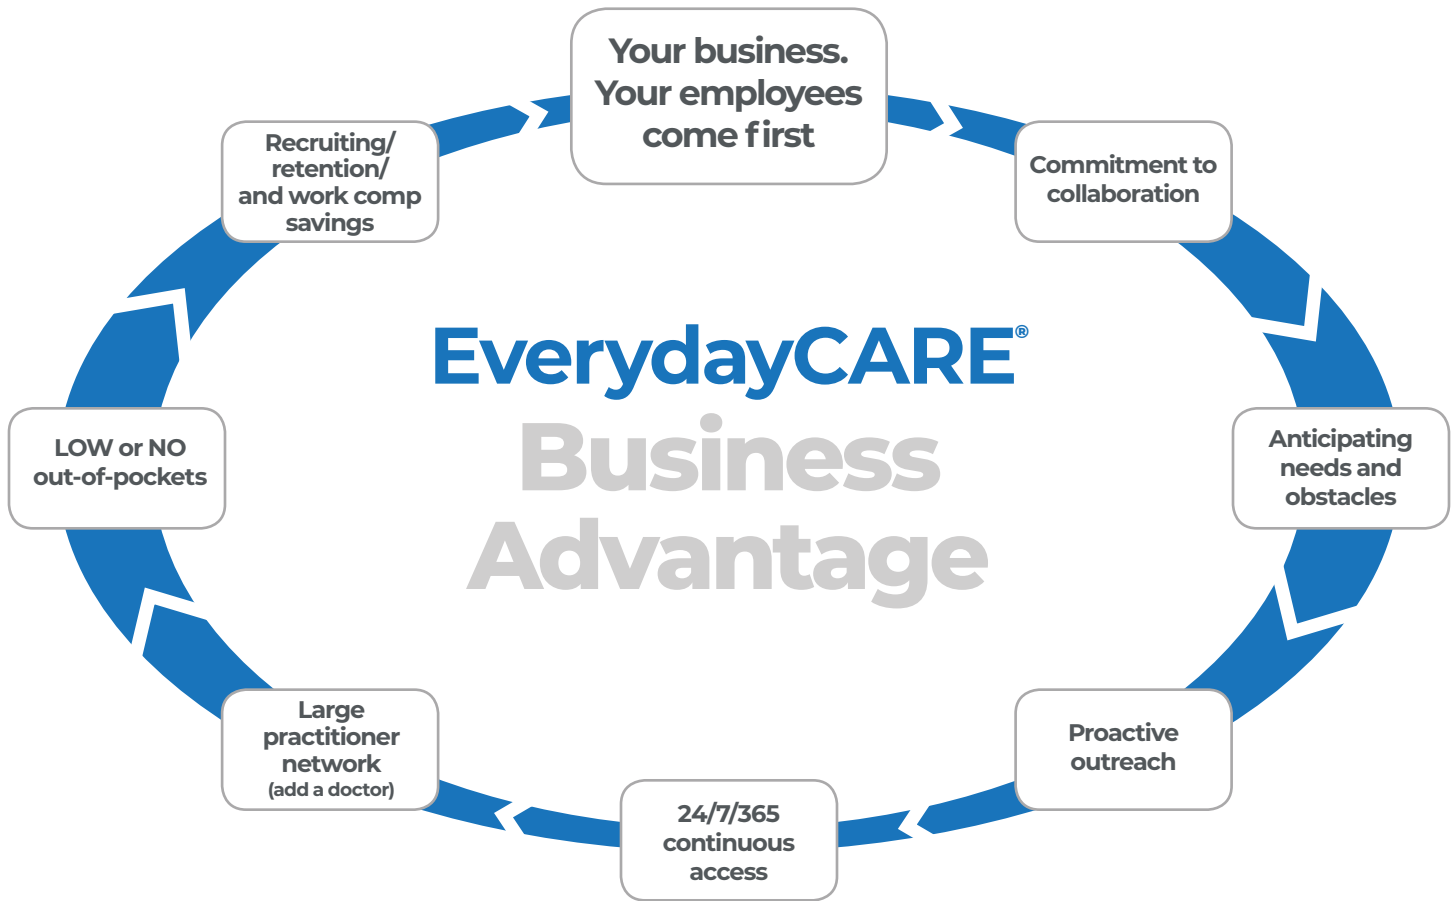 Your business.
Your employees
come first
Commitment to
collaboration
Anticipating
needs and
obstacles
Proactive
outreach
24/7/365
continuous
access
Large
practitioner
network
(add a doctor)
LOW or NO
out-of-pockets
Recruiting/
retention/
and work comp
savings
EverydayCARE®
Business
Advantage